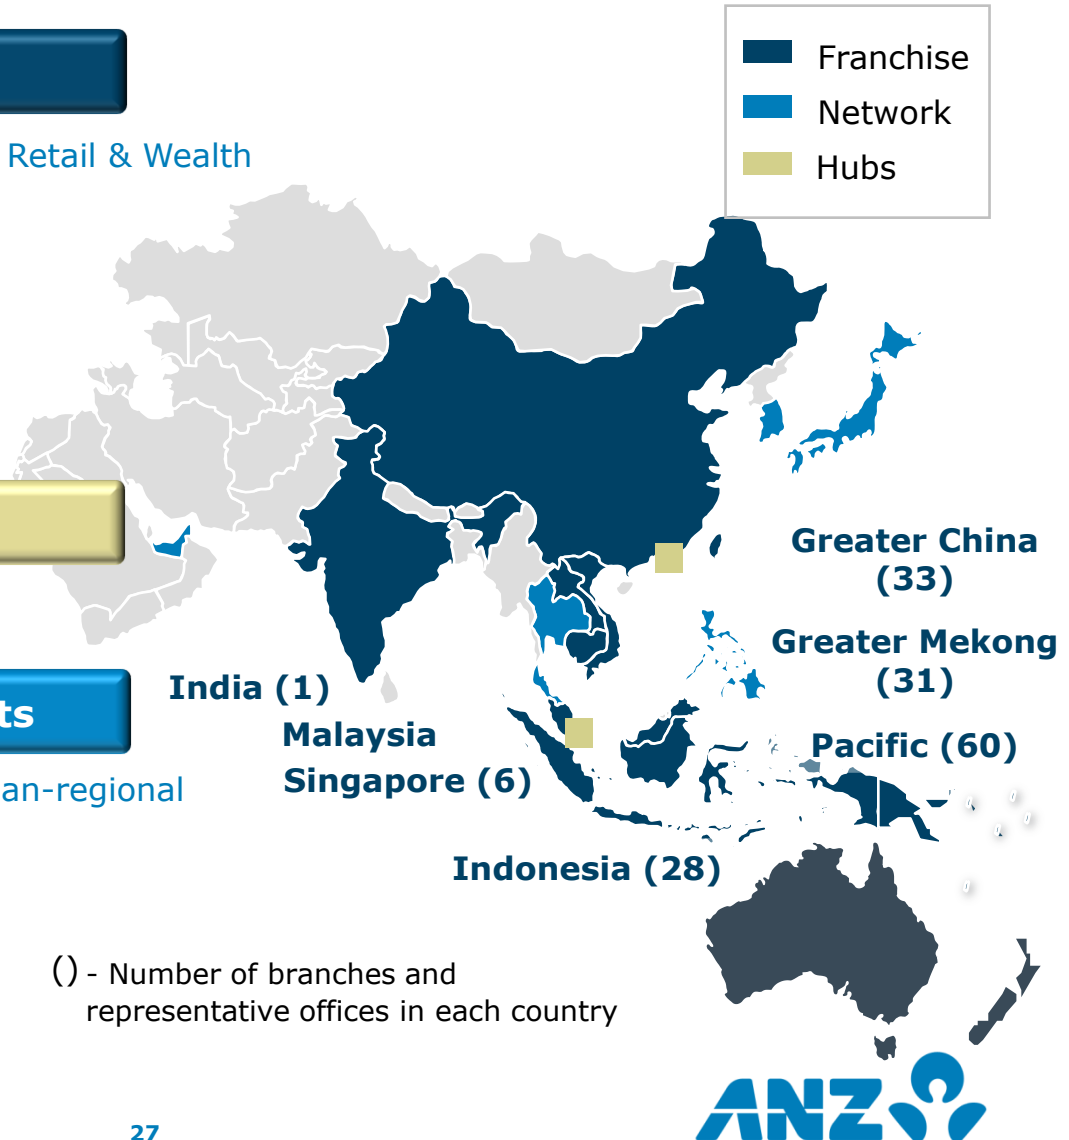 Franchise
Network
Hubs
Retail & Wealth
Greater China
(33)
Greater Mekong
(31)
India (1)
ts
Malaysia
Pacific (60)
Singapore (6)
an-regional
Indonesia (28)
() - Number of branches and
representative offices in each country
ANZ
27